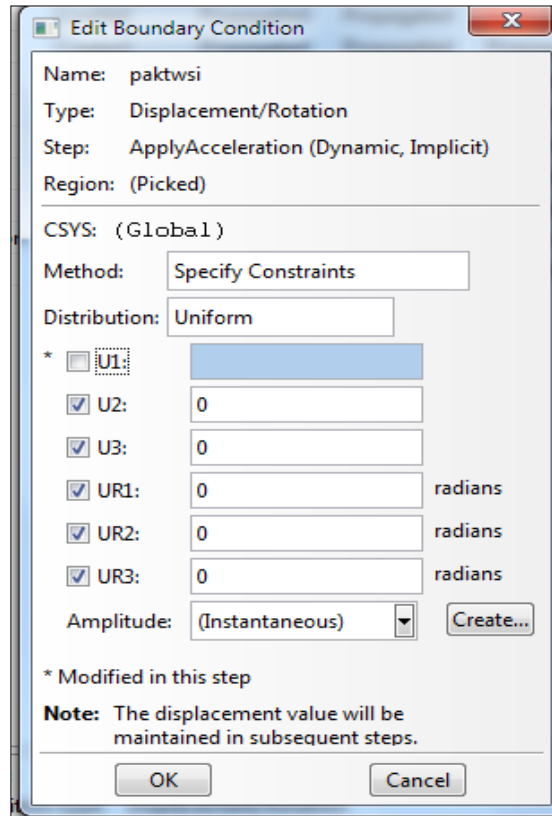 Edit Boundary Condition
Name: paktwsi
Type: Displacement/Rotation
Step: ApplyAcceleration (Dynamic, Implicit)
Region: (Picked)
CSYS: (Global)
Method: Specify Constraints
Distribution: Uniform
* U1:
U2: 0
U3: 0
UR1: 0 radians
UR2: 0 radians
UR3: 0 radians
Amplitude: (Instantaneous) Create...
* Modified in this step
Note: The displacement value will be
maintained in subsequent steps.
OK Cancel